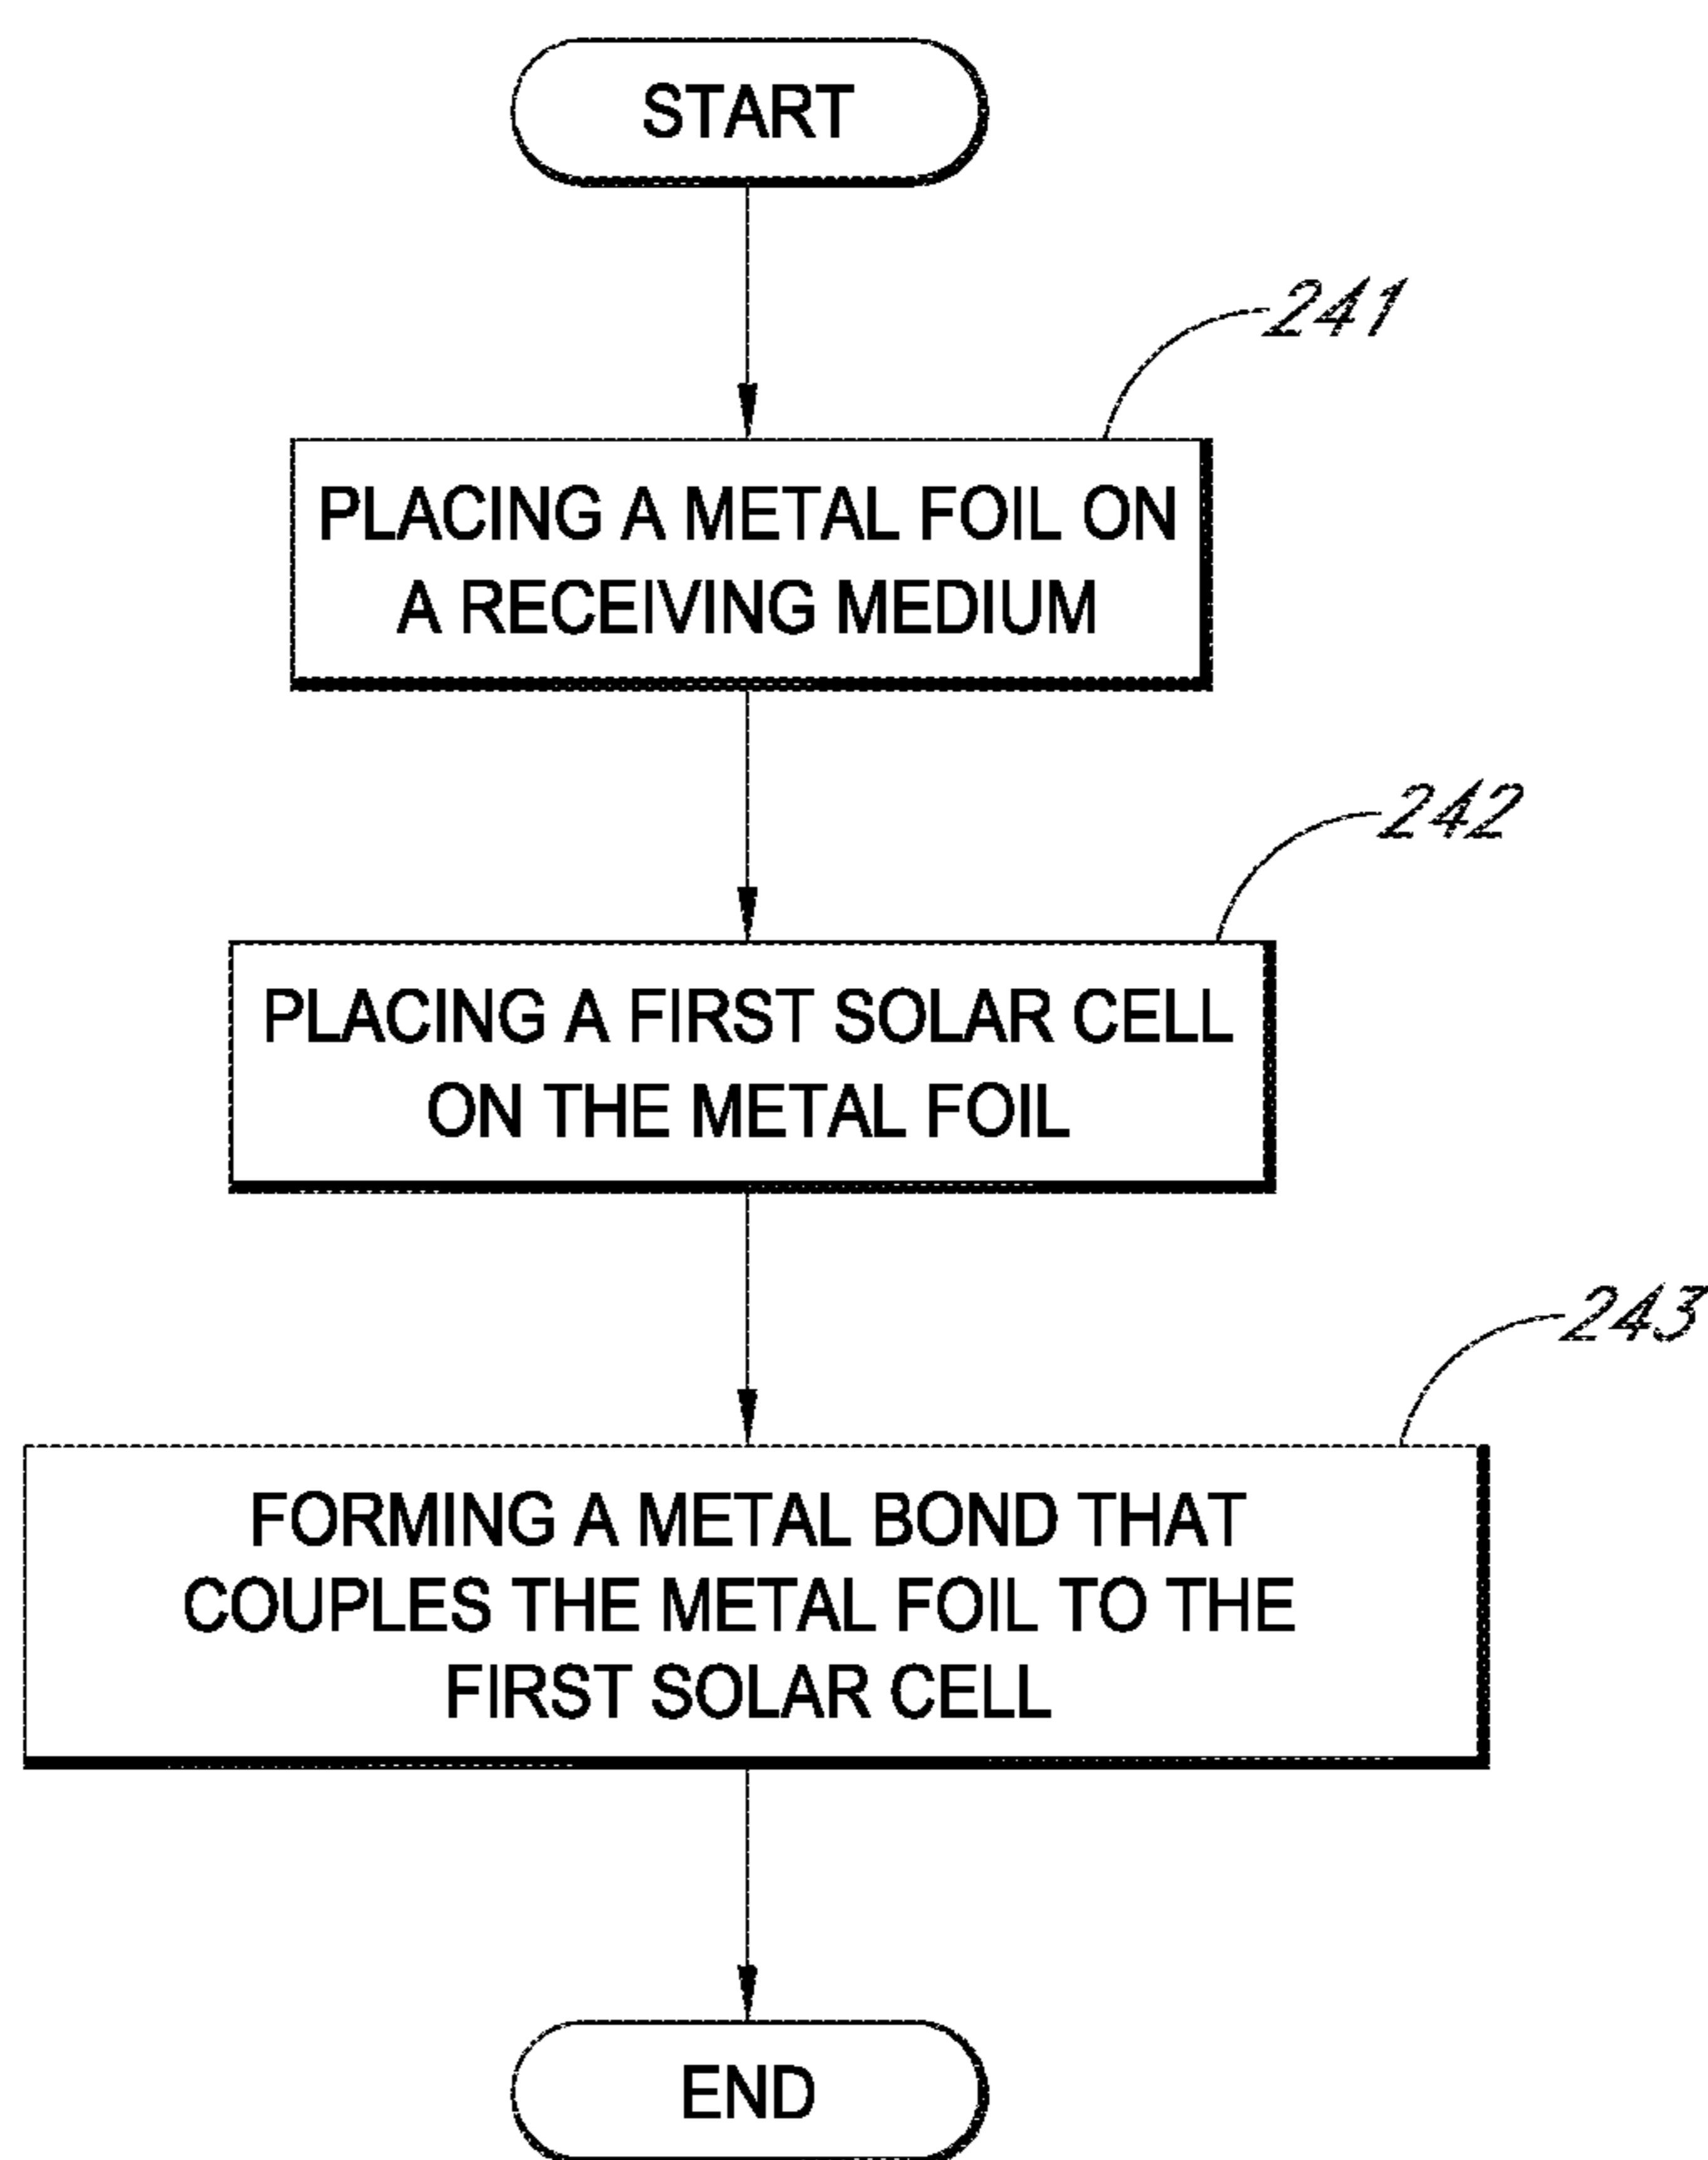 START
241
PLACING A METAL FOIL ON
A RECEIVING MEDIUM
242
PLACING A FIRST SOLAR CELL
ON THE METAL FOIL
243
FORMING A METAL BOND THAT
COUPLES THE METAL FOIL TO THE
FIRST SOLAR CELL
END